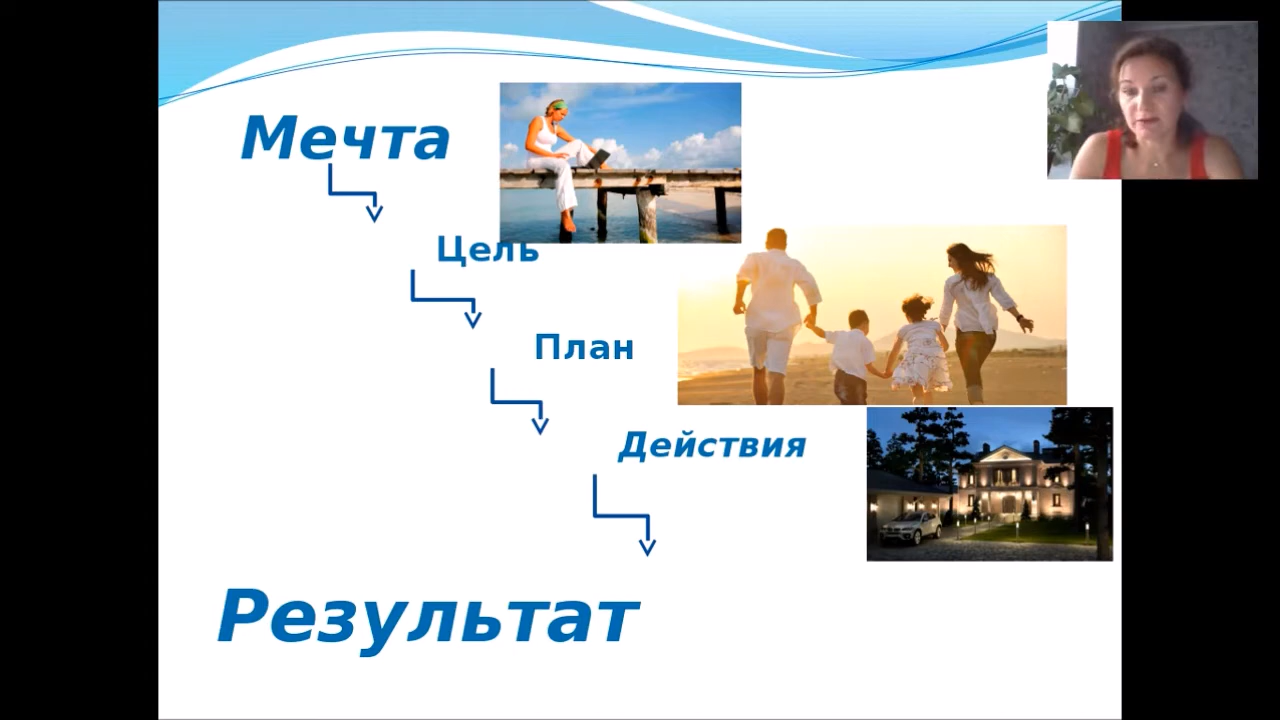 Мечта
Цель
План
Действия
Результат